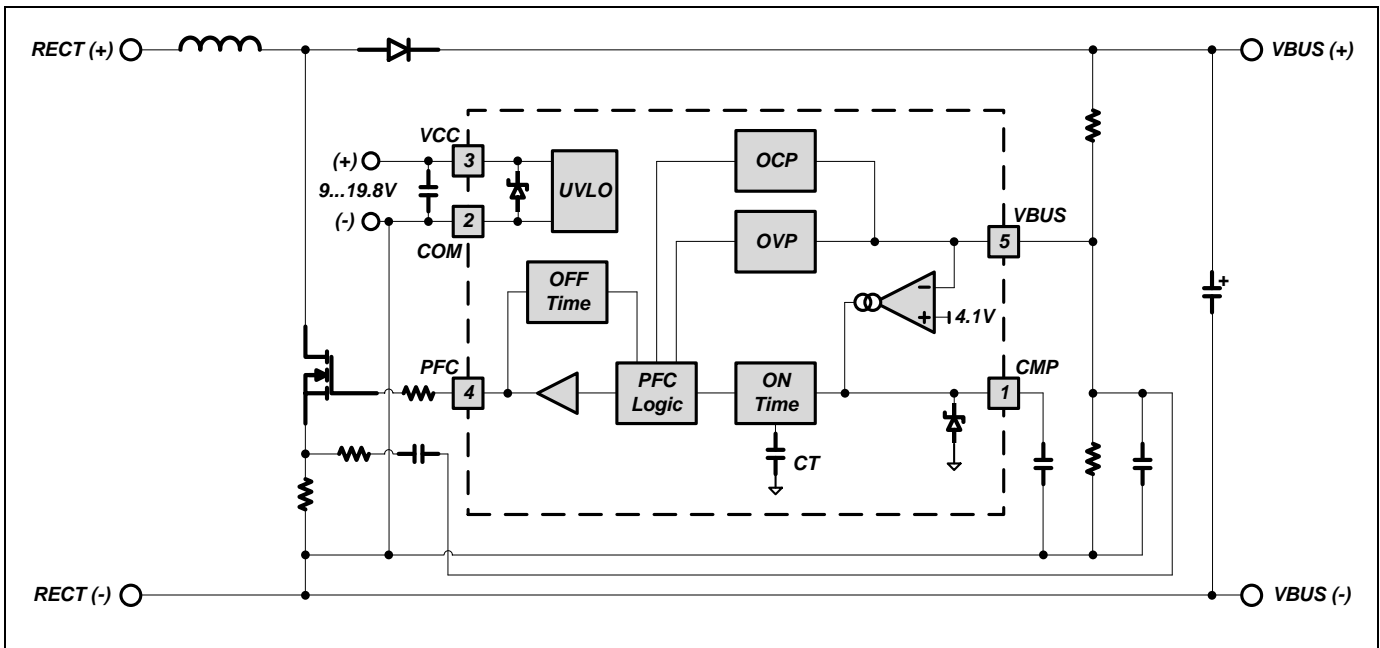 RECT (+)
VBUS (+)
VCC
(+)
3
9...19.8V
UVLO
(-)
2
COM
OCP
OVP
VBUS
5
OFF
Time
4.1V
PFC
4
PFC
Logic
ON
Time
CMP
1
CT
RECT (-)
VBUS (-)